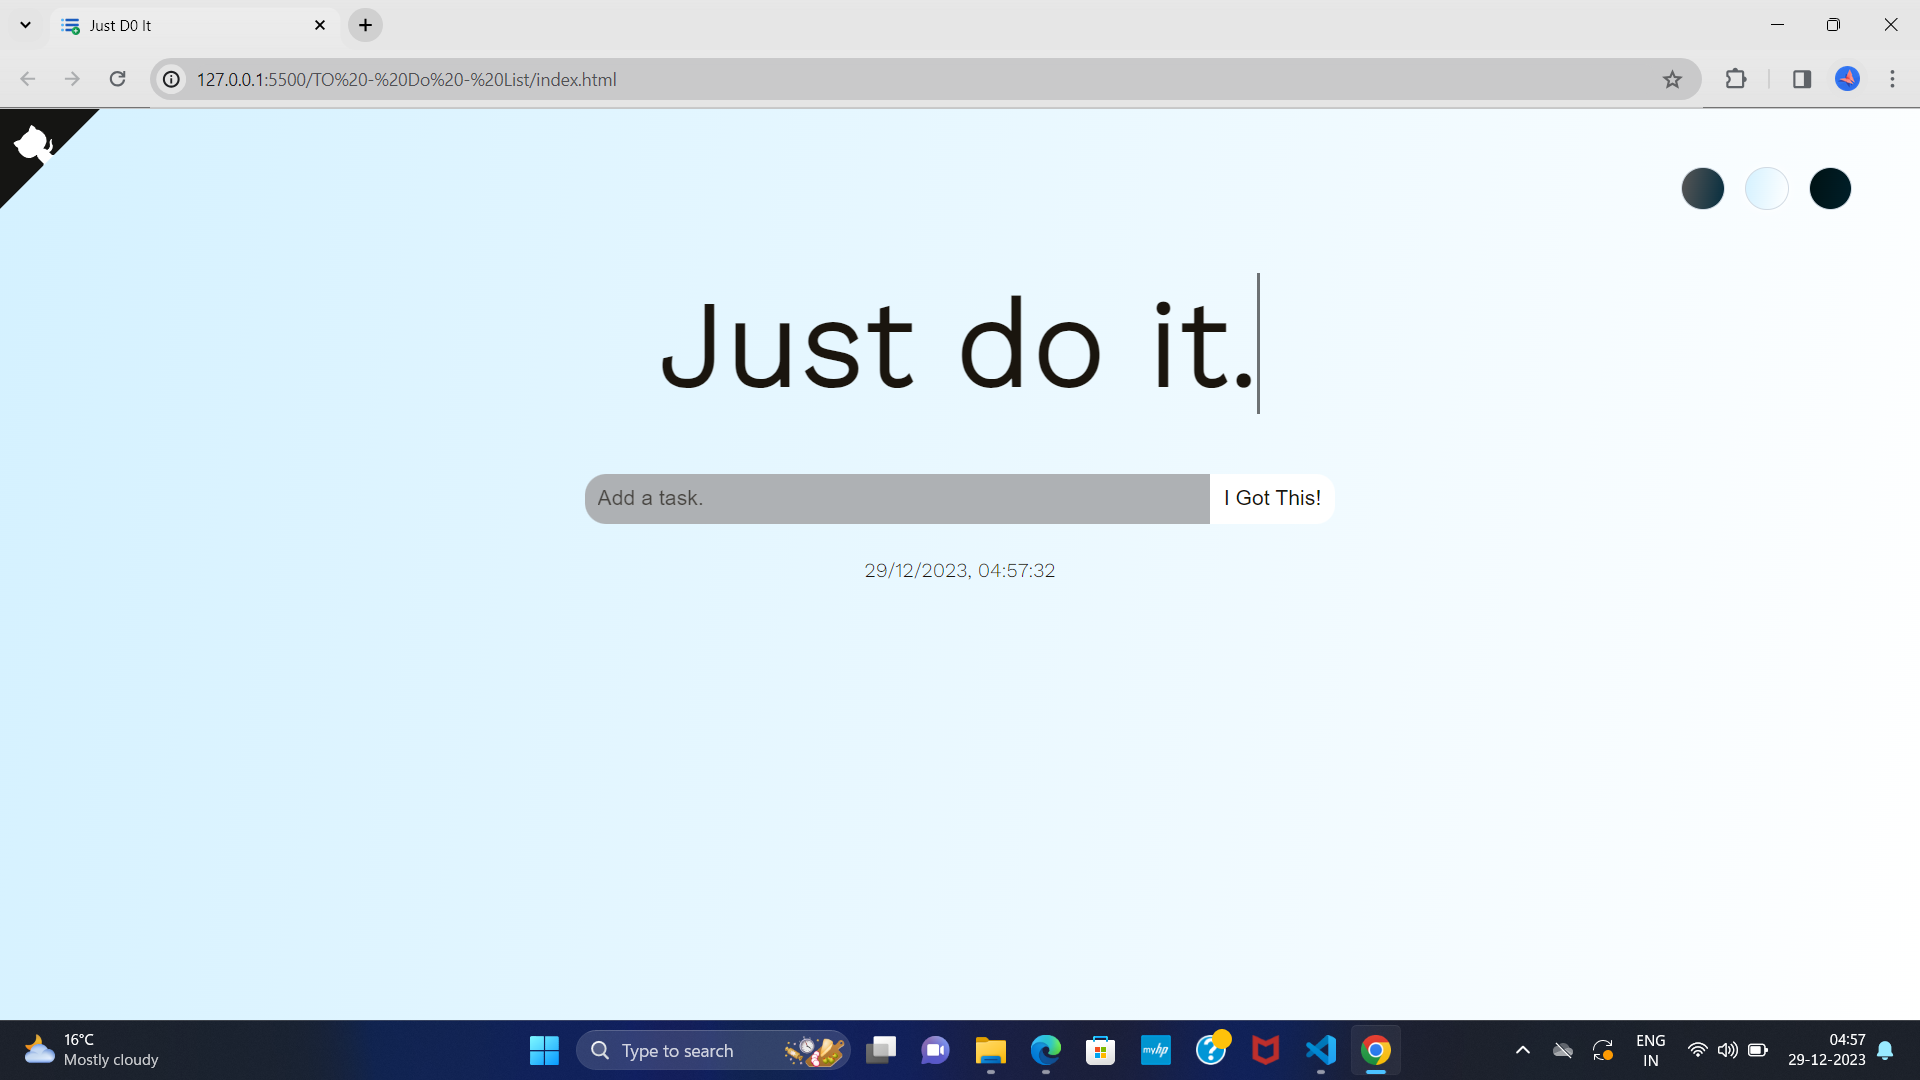 Just D0 It
127.0.0.1:5500/TO%20-%20Do%20-%20List/index.html
Just do it.
Add a task.
I Got This!
29/12/2023, 04:57:32
16°C
Mostly cloudy
Type to search
myhp
ENG
IN
04:57
29-12-2023